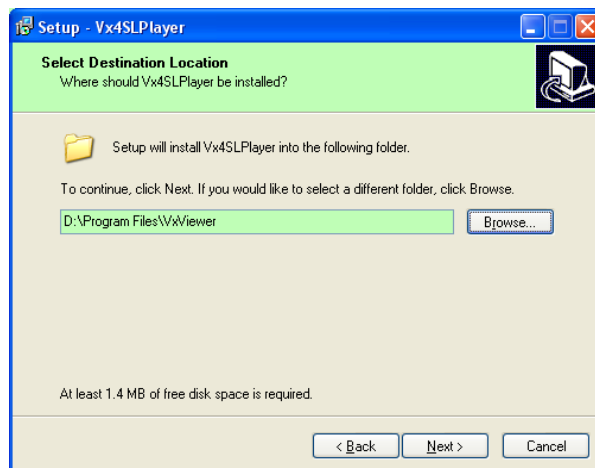 Setup - Vx4SLPlayer
Select Destination Location
Where should Vx4SLPlayer be installed?
Setup will install Vx4SLPlayer into the following folder.
To continue, click Next. If you would like to select a different folder, click Browse.
D:\Program Files\VxViewer
Browse...
At least 1.4 MB of free disk space is required.
< Back
Next >
Cancel